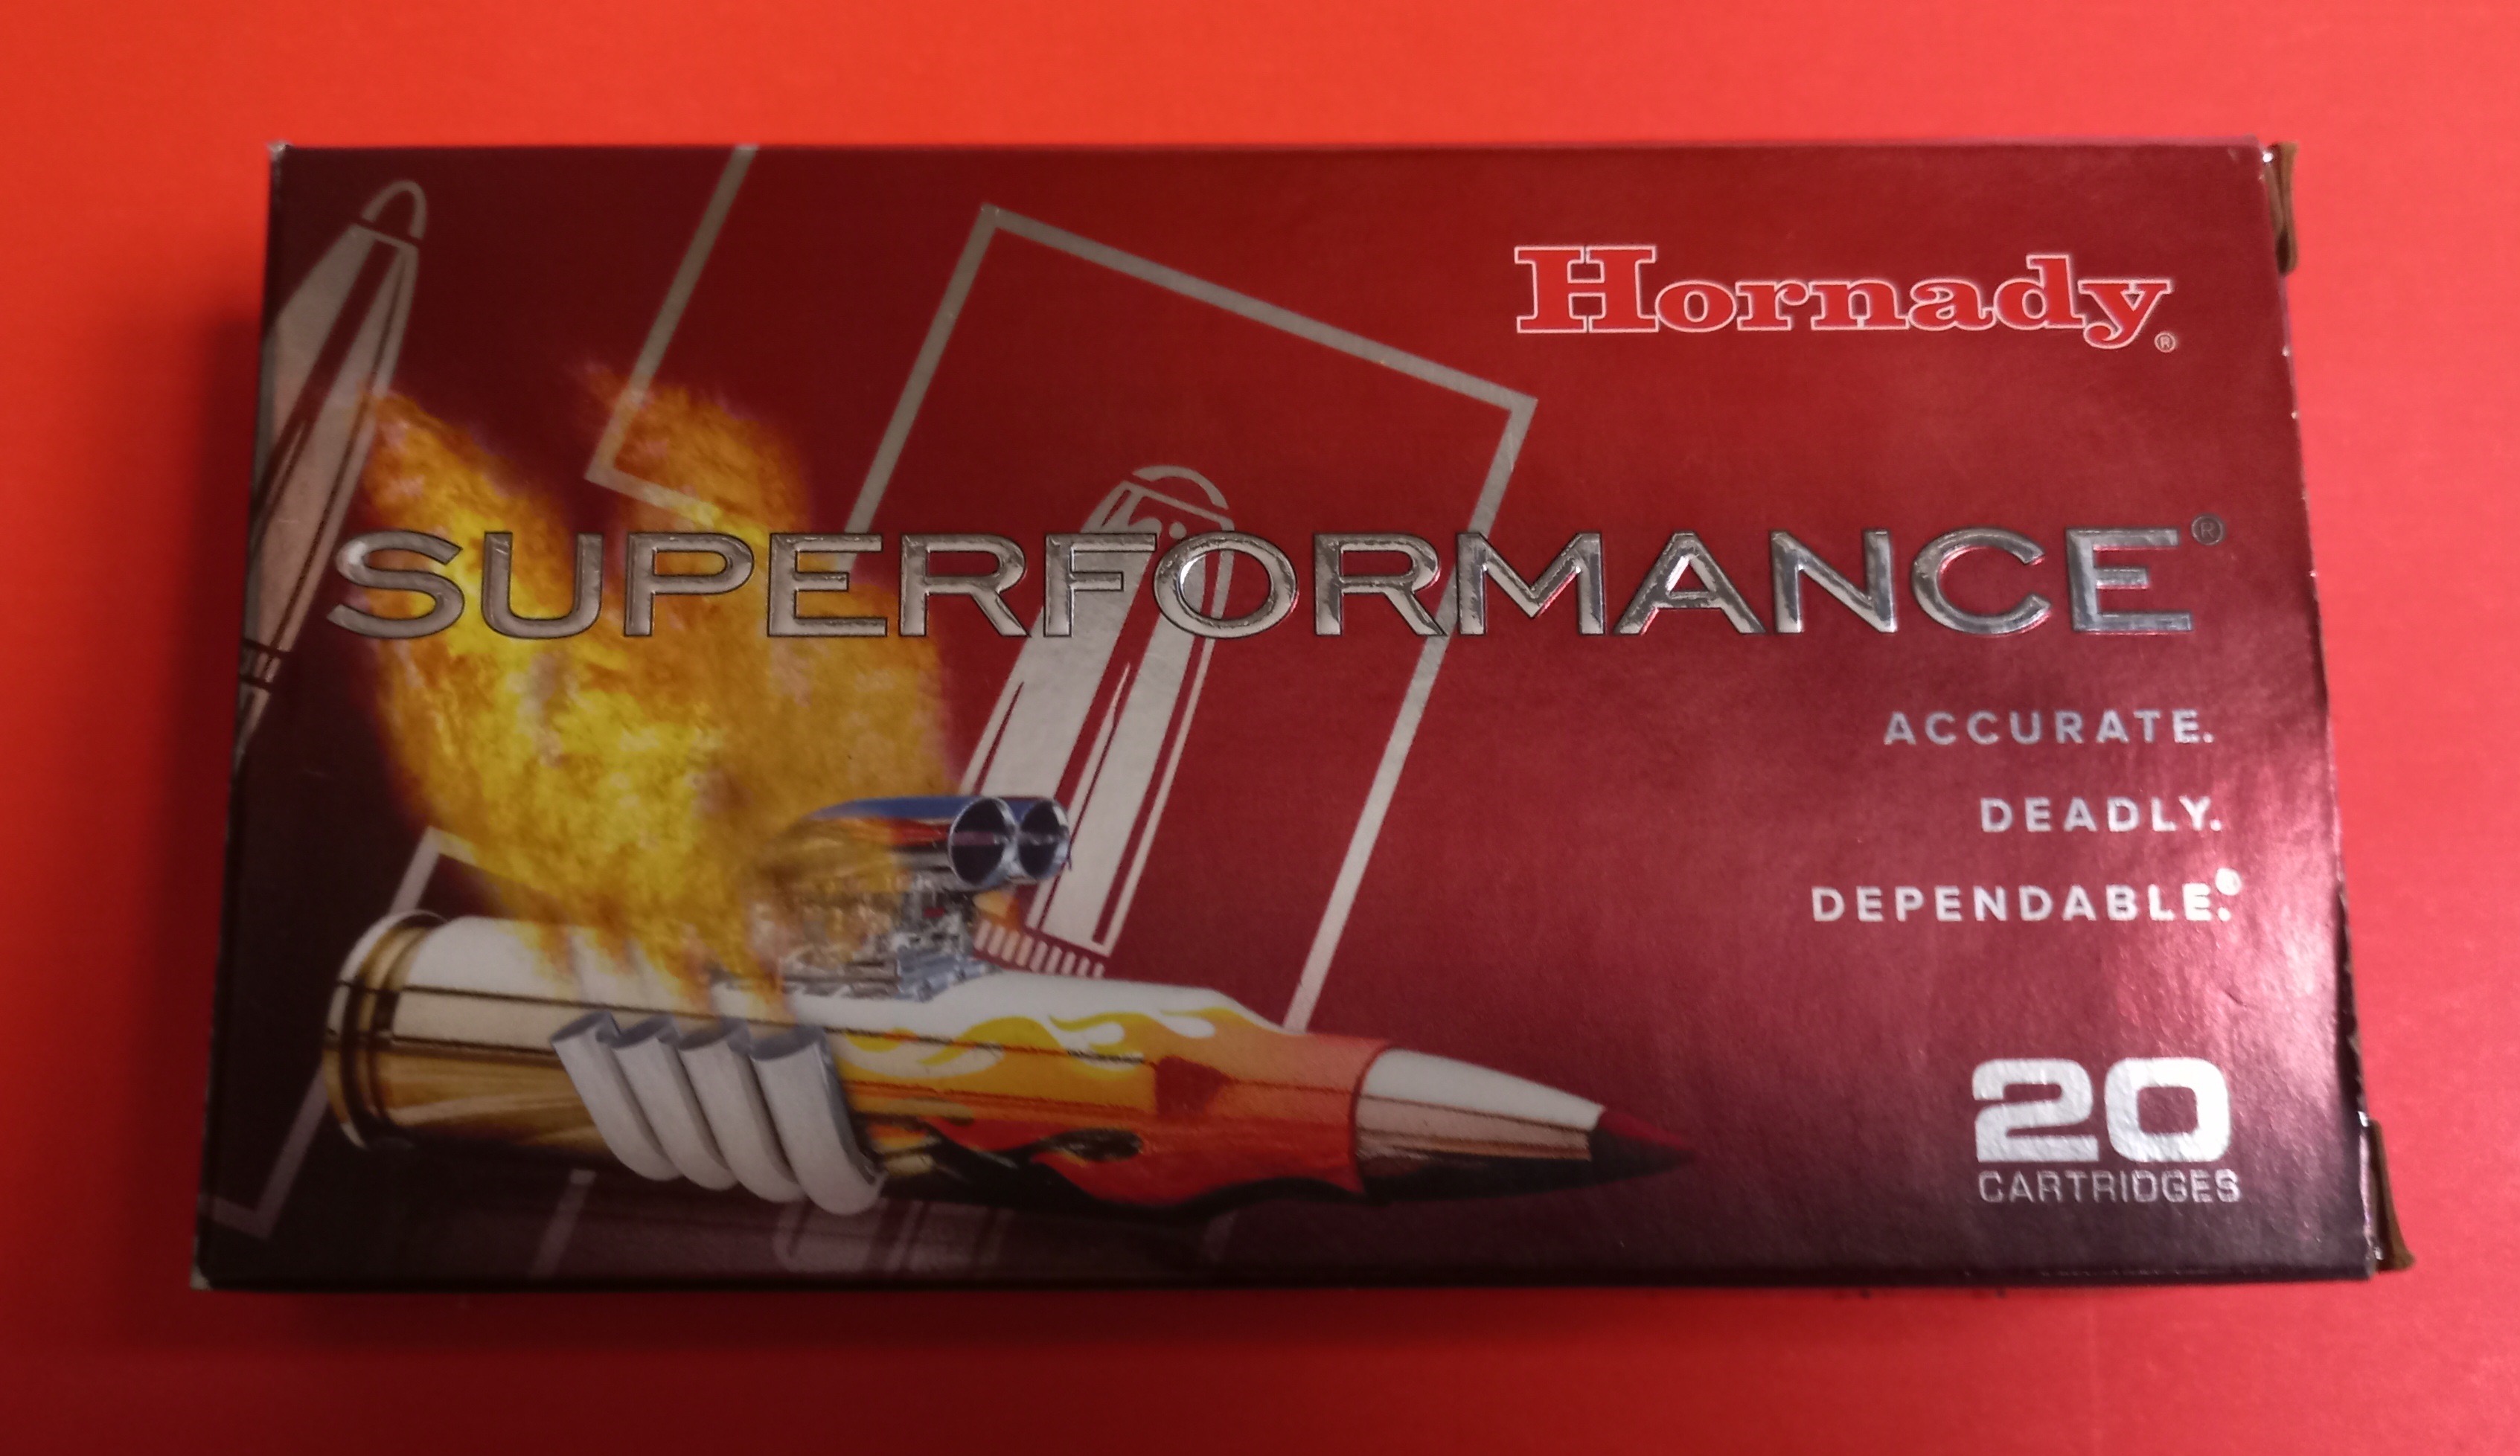 Hornady®
SUPERFORMANCE®
ACCURATE.
DEADLY.
DEPENDABLE.®
20
CARTRIDGES